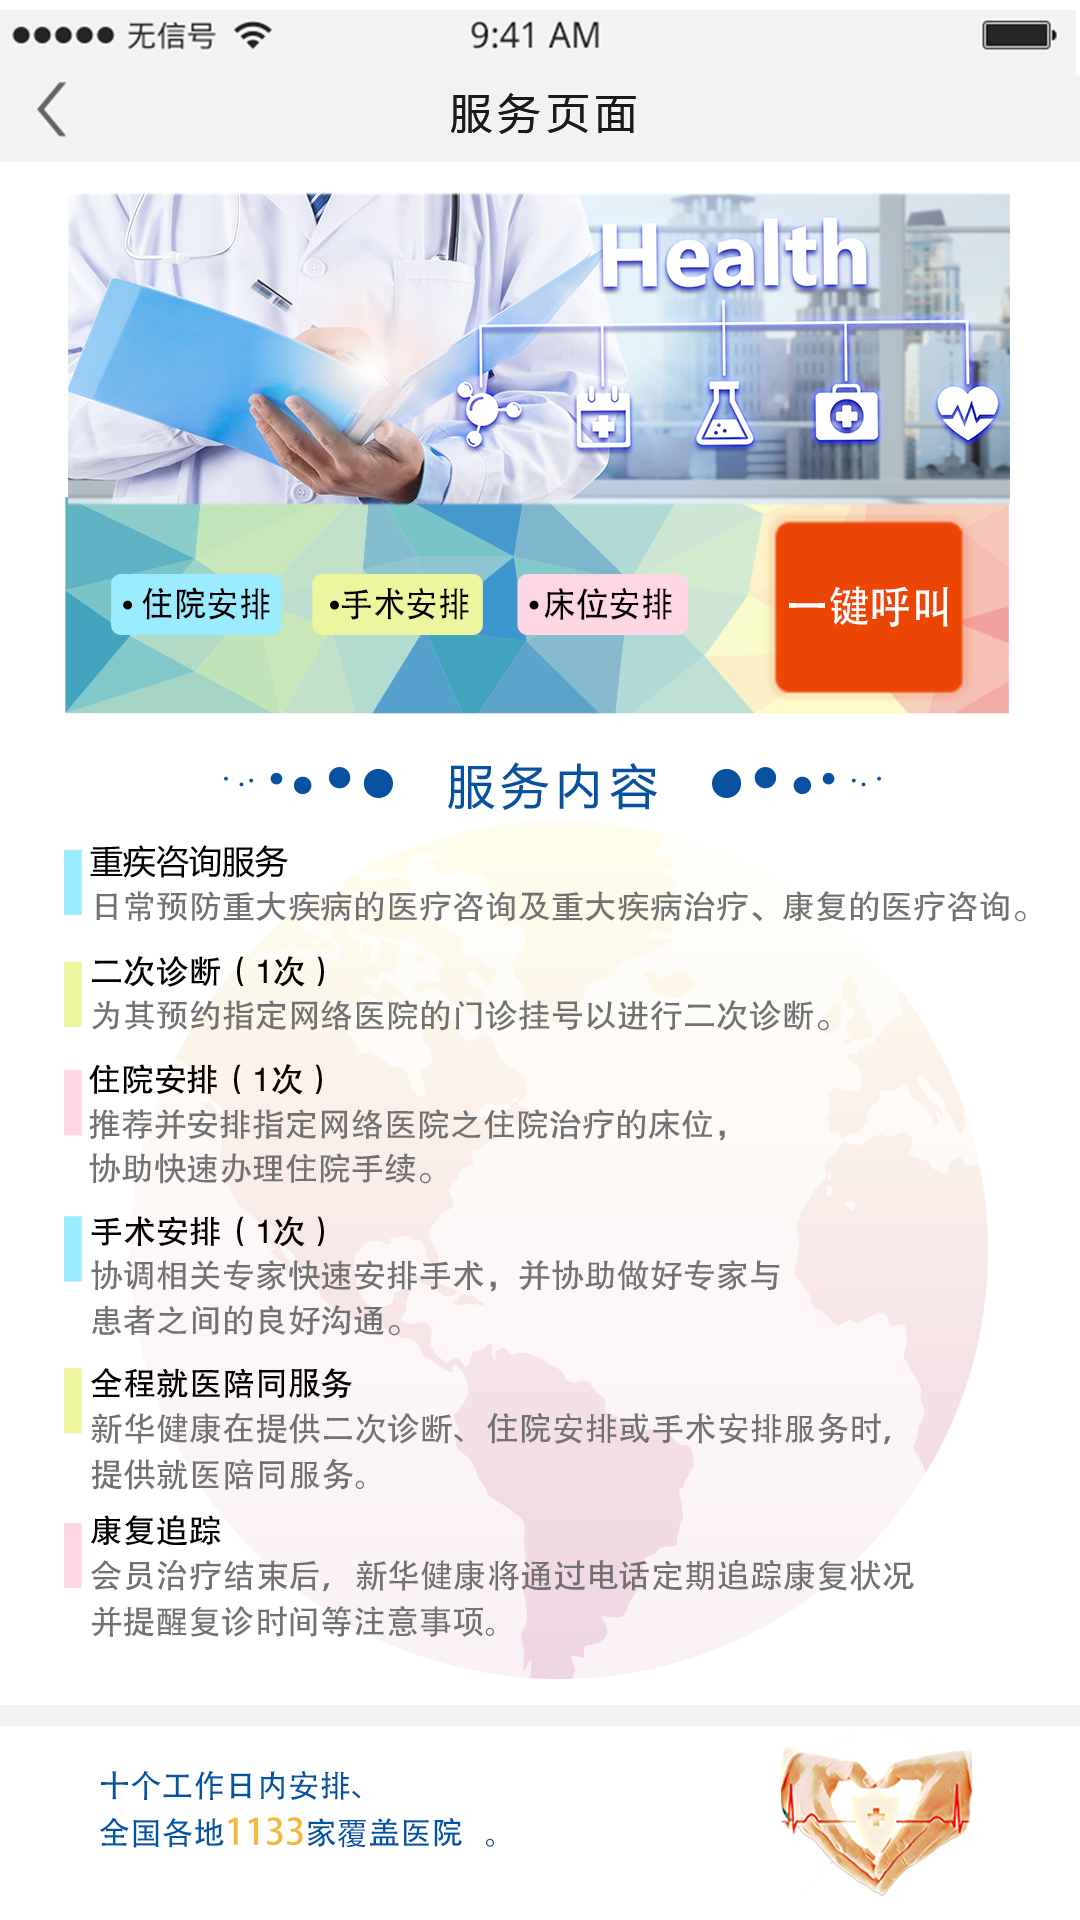 无信号
9:41 AM
服务页面
Health
• 住院安排
•手术安排
•床位安排
一键呼叫
服务内容
重疾咨询服务
日常预防重大疾病的医疗咨询及重大疾病治疗、康复的医疗咨询。
二次诊断（1次）
为其预约指定网络医院的门诊挂号以进行二次诊断。
住院安排（1次）
推荐并安排指定网络医院之住院治疗的床位，
协助快速办理住院手续。
手术安排（1次）
协调相关专家快速安排手术，并协助做好专家与
患者之间的良好沟通。
全程就医陪同服务
新华健康在提供二次诊断、住院安排或手术安排服务时，
提供就医陪同服务。
康复追踪
会员治疗结束后，新华健康将通过电话定期追踪康复状况
并提醒复诊时间等注意事项。
十个工作日内安排、
全国各地1133家覆盖医院 。